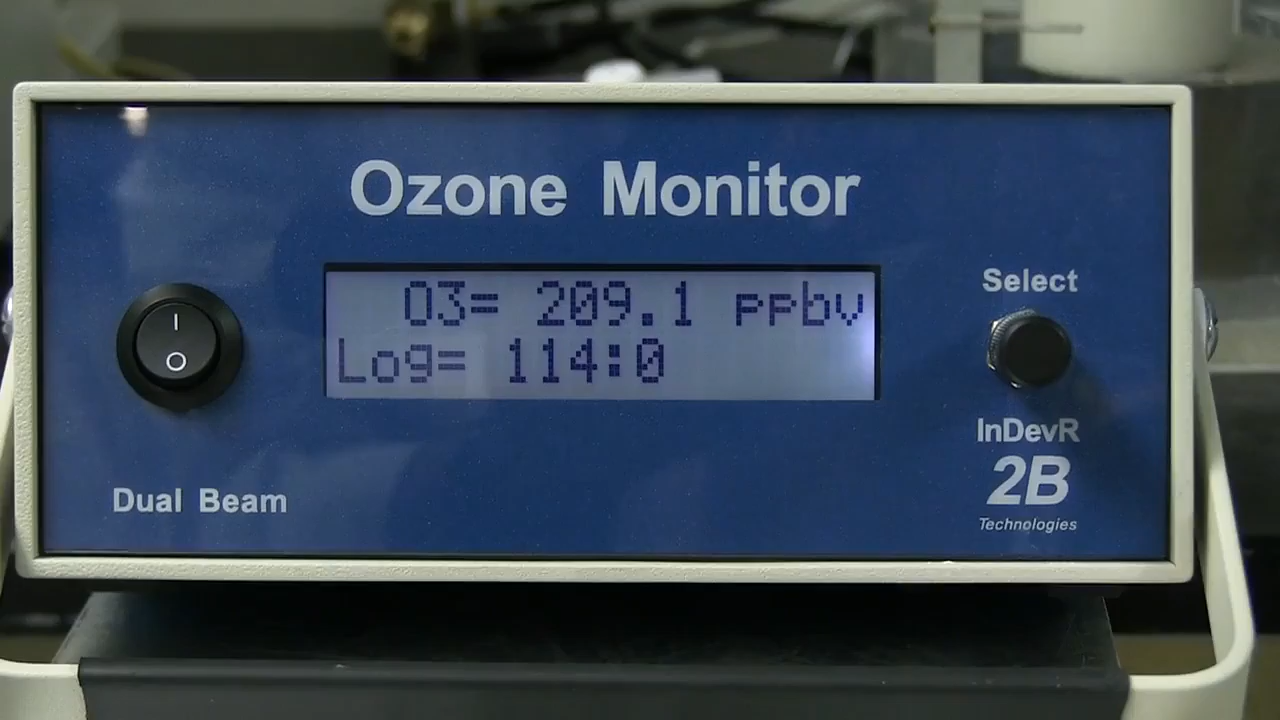 Ozone Monitor
O3= 209.1 ppbv
Log= 114:0
Select
InDevR
2B
Technologies
Dual Beam